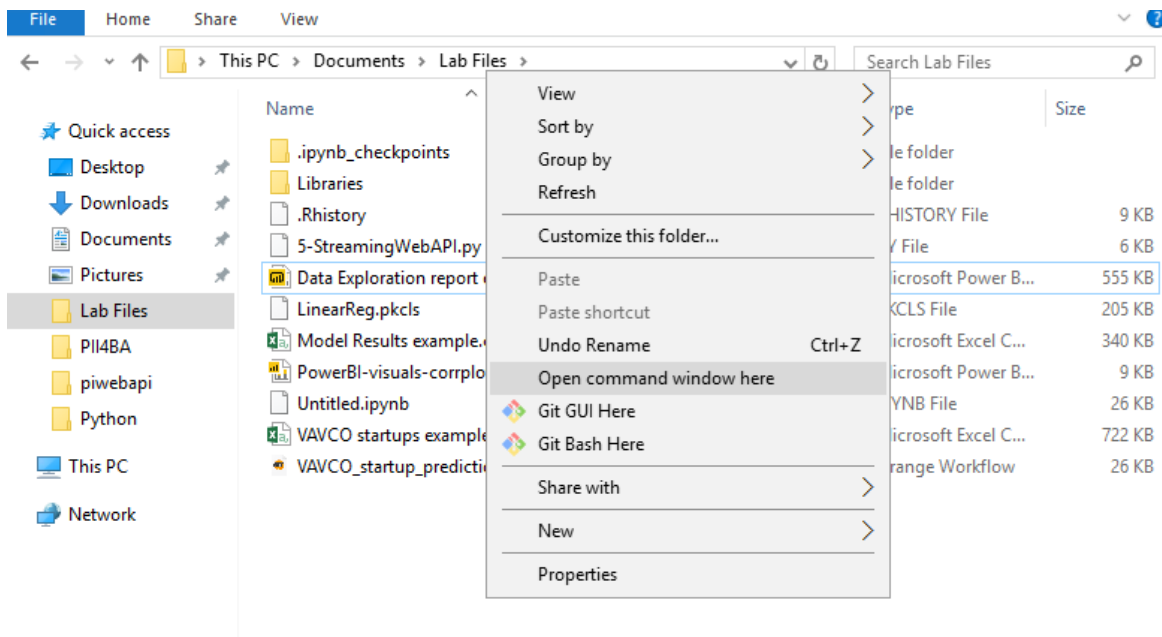 File Home Share View
This PC > Documents > Lab Files >
Search Lab Files
Quick access
Desktop
Downloads
Documents
Pictures
Lab Files
PII4BA
piwebapi
Python
This PC
Network
Name
.ipynb_checkpoints
Libraries
.Rhistory
5-StreamingWebAPI.py
Data Exploration report
LinearReg.pkcls
Model Results example.
PowerBI-visuals-corrplo
Untitled.ipynb
VAVCO startups example
VAVCO_startup_predicti
View
Sort by
Group by
Refresh
Customize this folder...
Paste
Paste shortcut
Undo Rename Ctrl+Z
Open command window here
Git GUI Here
Git Bash Here
Share with
New
Properties
ype Size
le folder
le folder
HISTORY File 9 KB
Y File 6 KB
icrosoft Power B... 555 KB
KCLS File 205 KB
icrosoft Excel C... 340 KB
icrosoft Power B... 9 KB
YNB File 26 KB
icrosoft Excel C... 722 KB
range Workflow 26 KB